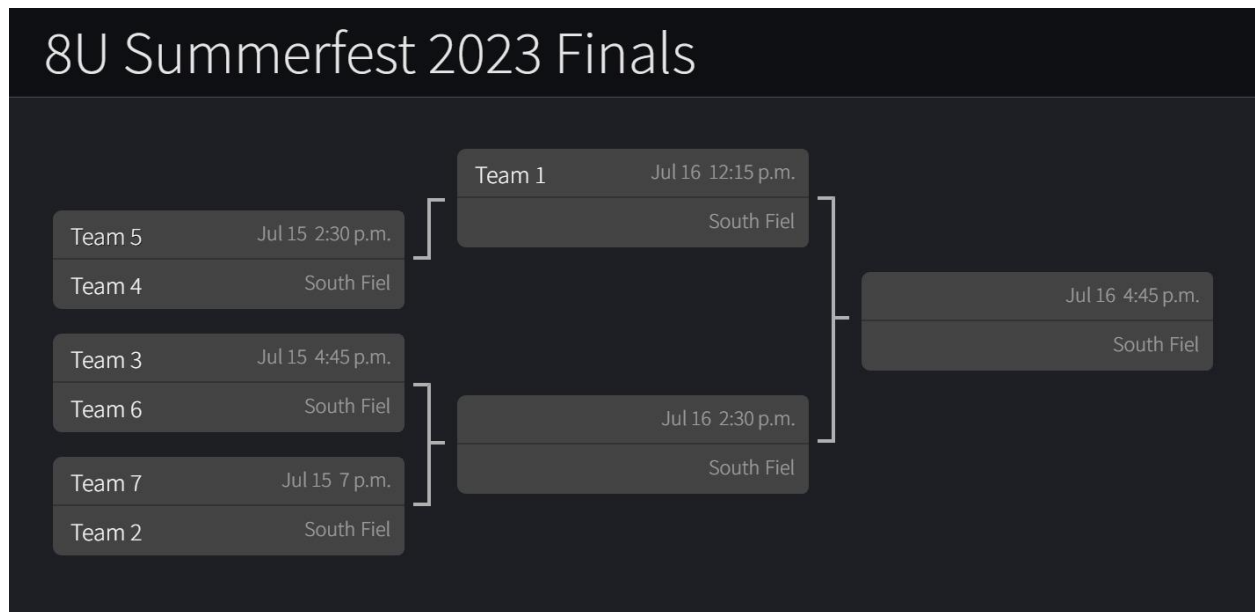 8U Summerfest 2023 Finals
Team 5 Jul 15 2:30 p.m.
Team 4 South Fiel
Team 3 Jul 15 4:45 p.m.
Team 6 South Fiel
Team 7 Jul 15 7 p.m.
Team 2 South Fiel
Team 1 Jul 16 12:15 p.m.
South Fiel
Jul 16 2:30 p.m.
South Fiel
Jul 16 4:45 p.m.
South Fiel